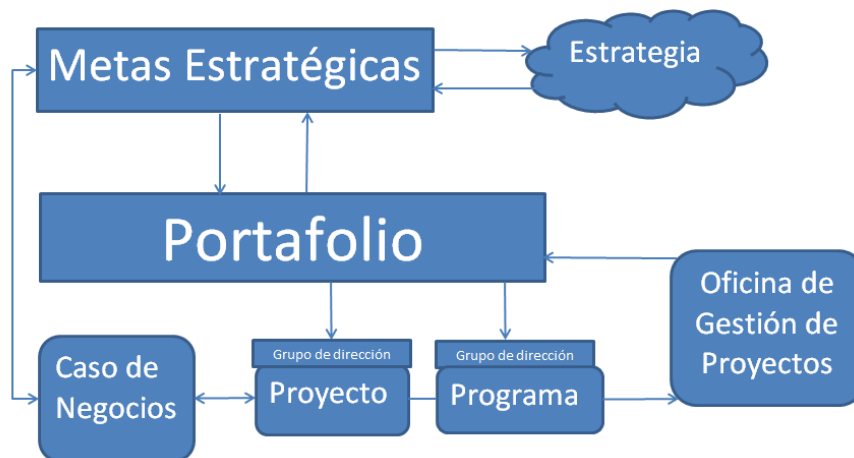 Metas Estratégicas
Estrategia
Portafolio
Oficina de
Gestión de
Proyectos
Grupo de dirección
Grupo de dirección
Caso de
Negocios
Proyecto
Programa